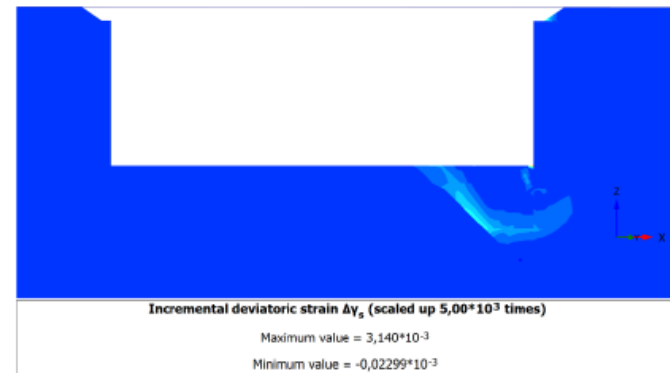 Z
Y X
Incremental deviatoric strain Δγs (scaled up 5,00*10³ times)
Maximum value = 3,140*10⁻³
Minimum value = -0,02299*10⁻³